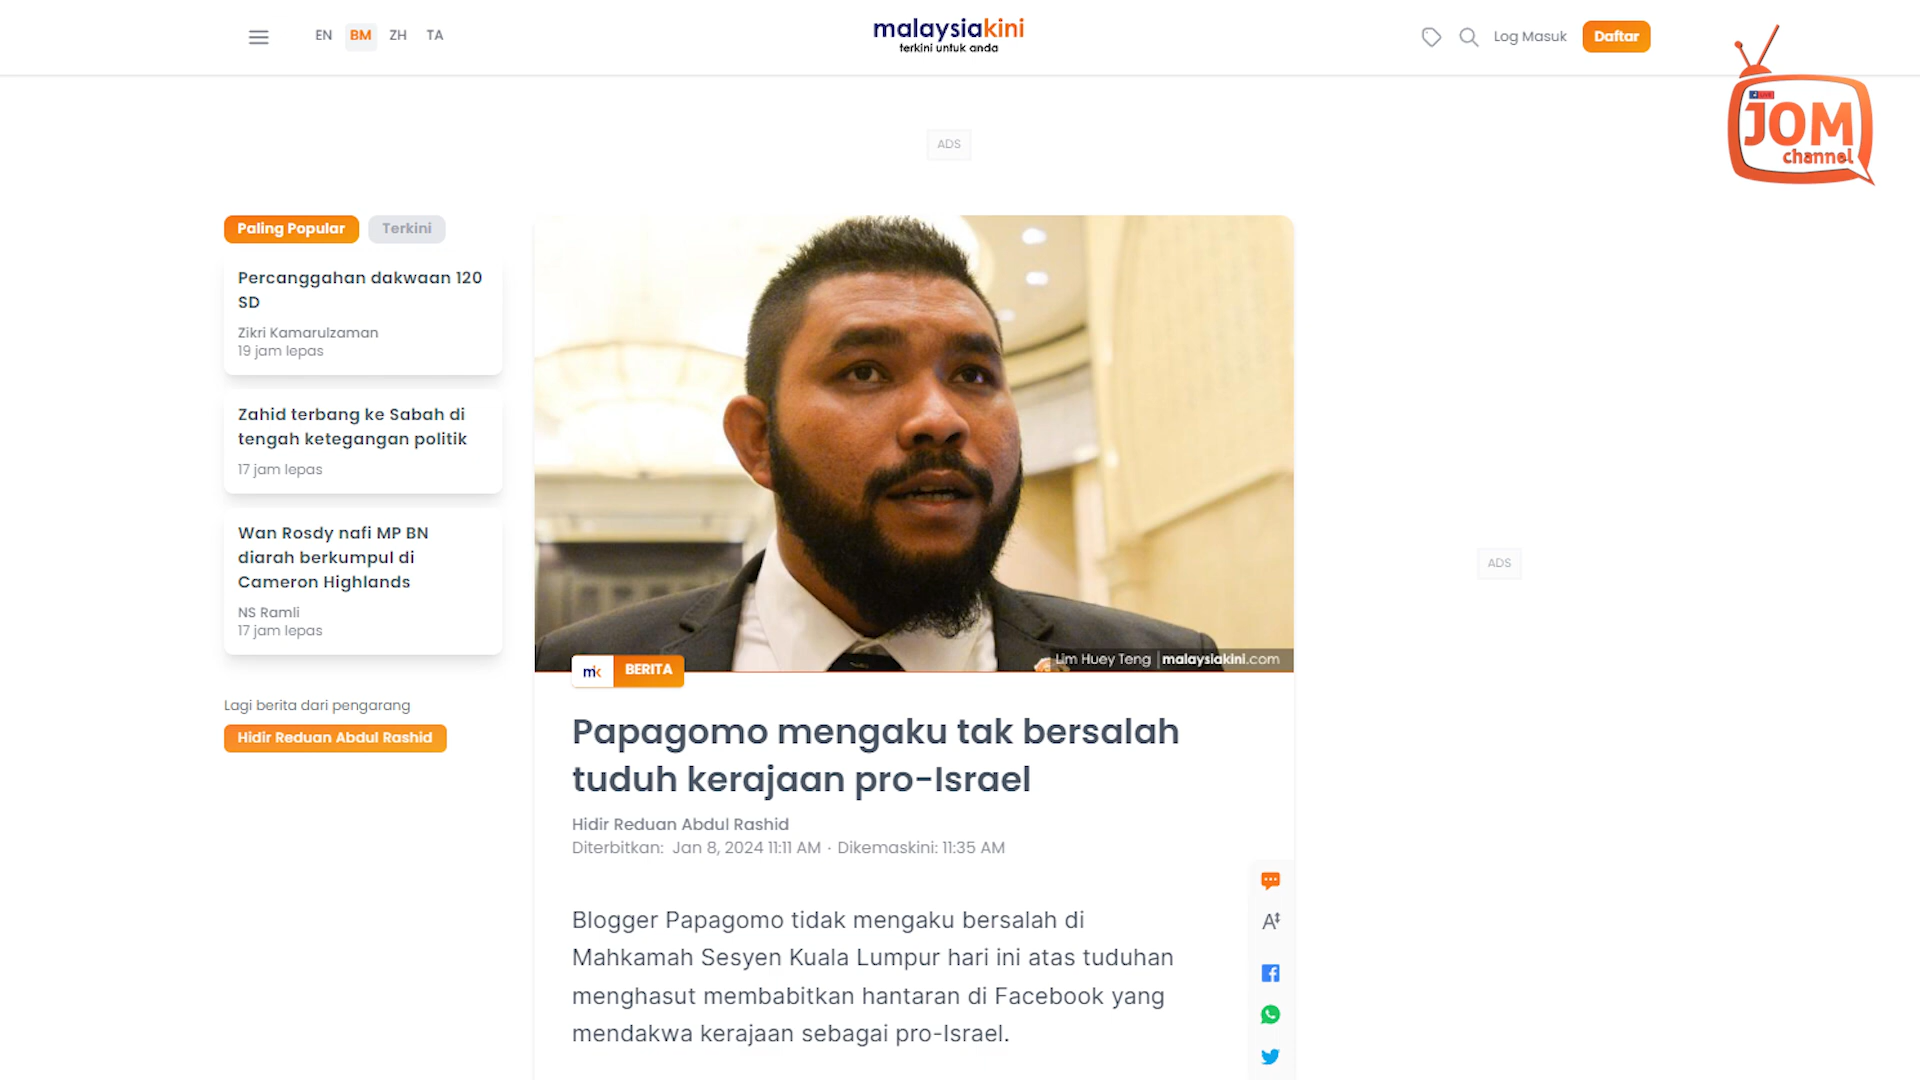 EN BM ZH TA
malaysiakini
terkini untuk anda
Log Masuk
Daftar
JOM
channel
ADS
Paling Popular
Terkini
Percanggahan dakwaan 120
SD
Zikri Kamarulzaman
19 jam lepas
Zahid terbang ke Sabah di
tengah ketegangan politik
17 jam lepas
Wan Rosdy nafi MP BN
diarah berkumpul di
Cameron Highlands
NS Ramli
17 jam lepas
Lagi berita dari pengarang
Hidir Reduan Abdul Rashid
Lim Huey Teng | malaysiakini.com
mk BERITA
Papagomo mengaku tak bersalah
tuduh kerajaan pro-Israel
Hidir Reduan Abdul Rashid
Diterbitkan: Jan 8, 2024 11:11 AM · Dikemaskini: 11:35 AM
Blogger Papagomo tidak mengaku bersalah di
Mahkamah Sesyen Kuala Lumpur hari ini atas tuduhan
menghasut membabitkan hantaran di Facebook yang
mendakwa kerajaan sebagai pro-Israel.
A
ADS